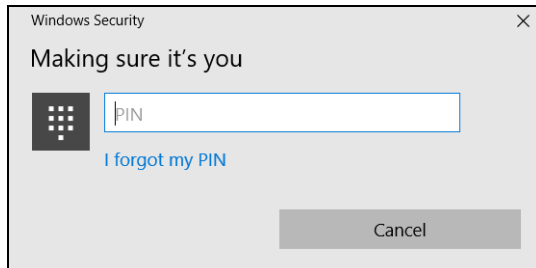 Windows Security
Making sure it's you
PIN
I forgot my PIN
Cancel